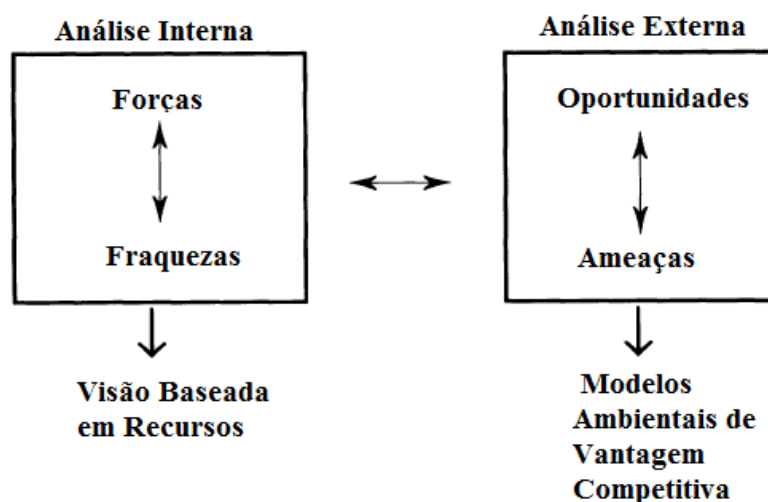 Análise Interna
Forças
Fraquezas
Visão Baseada
em Recursos
Análise Externa
Oportunidades
Ameaças
Modelos
Ambientais de
Vantagem
Competitiva